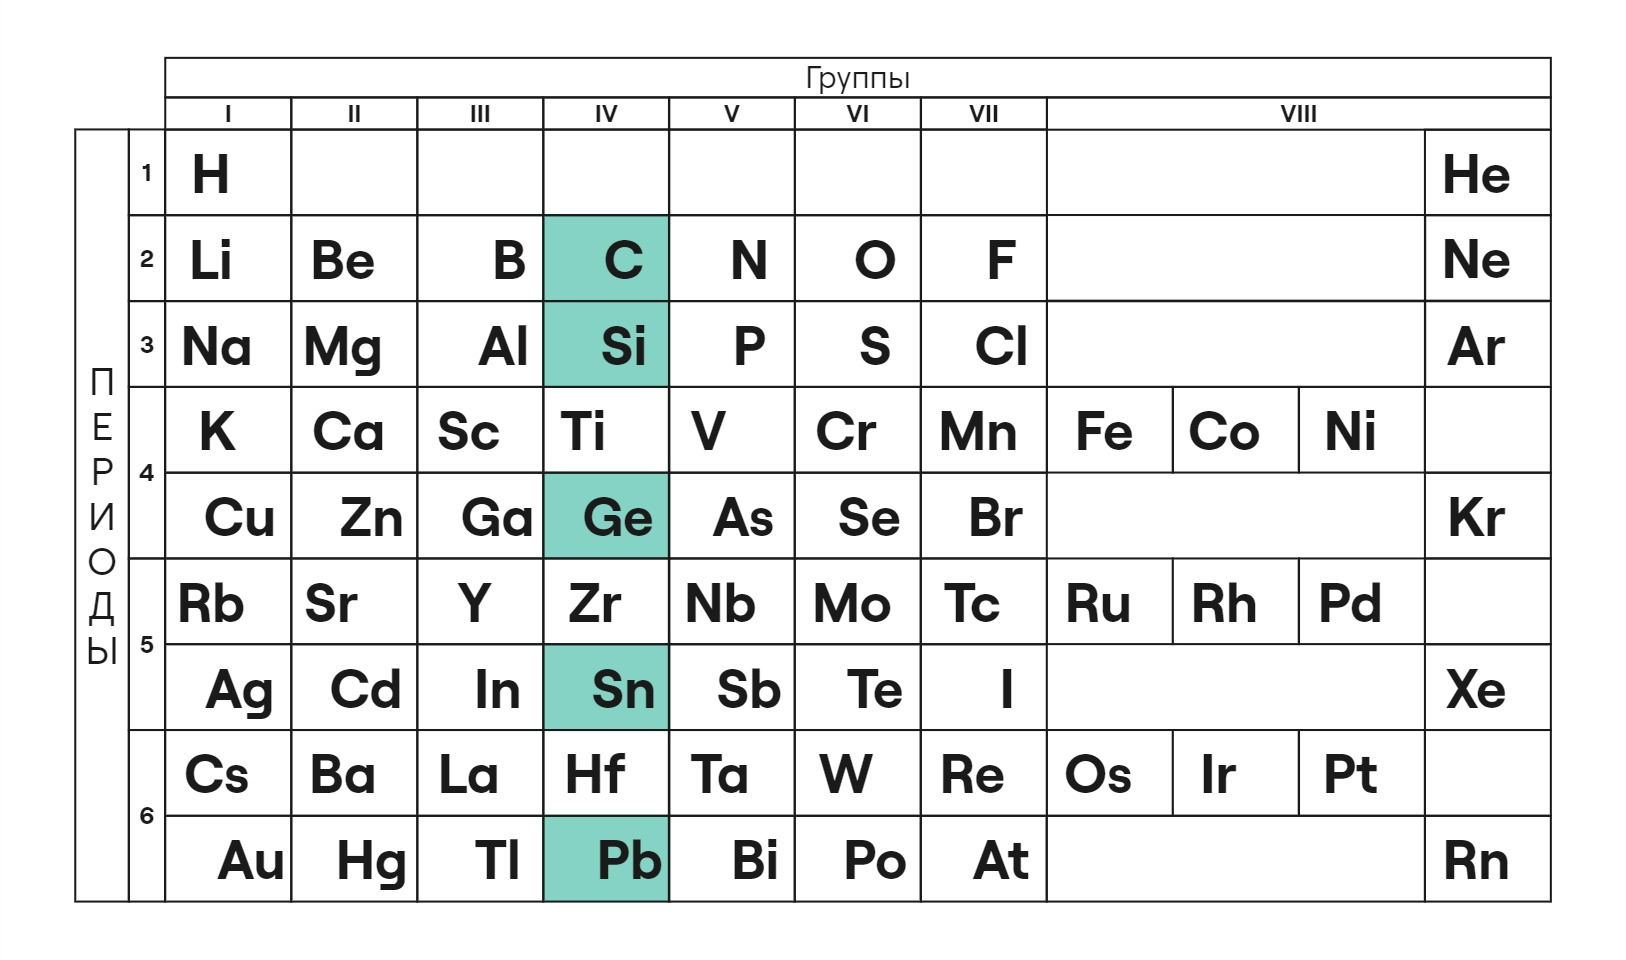 Группы
I II III IV V VI VII VIII
ПЕРИОДЫ
1 H He
2 Li Be B C N O F Ne
3 Na Mg Al Si P S Cl Ar
4 K Ca Sc Ti V Cr Mn Fe Co Ni
Cu Zn Ga Ge As Se Br Kr
5 Rb Sr Y Zr Nb Mo Tc Ru Rh Pd
Ag Cd In Sn Sb Te I Xe
6 Cs Ba La Hf Ta W Re Os Ir Pt
Au Hg Tl Pb Bi Po At Rn